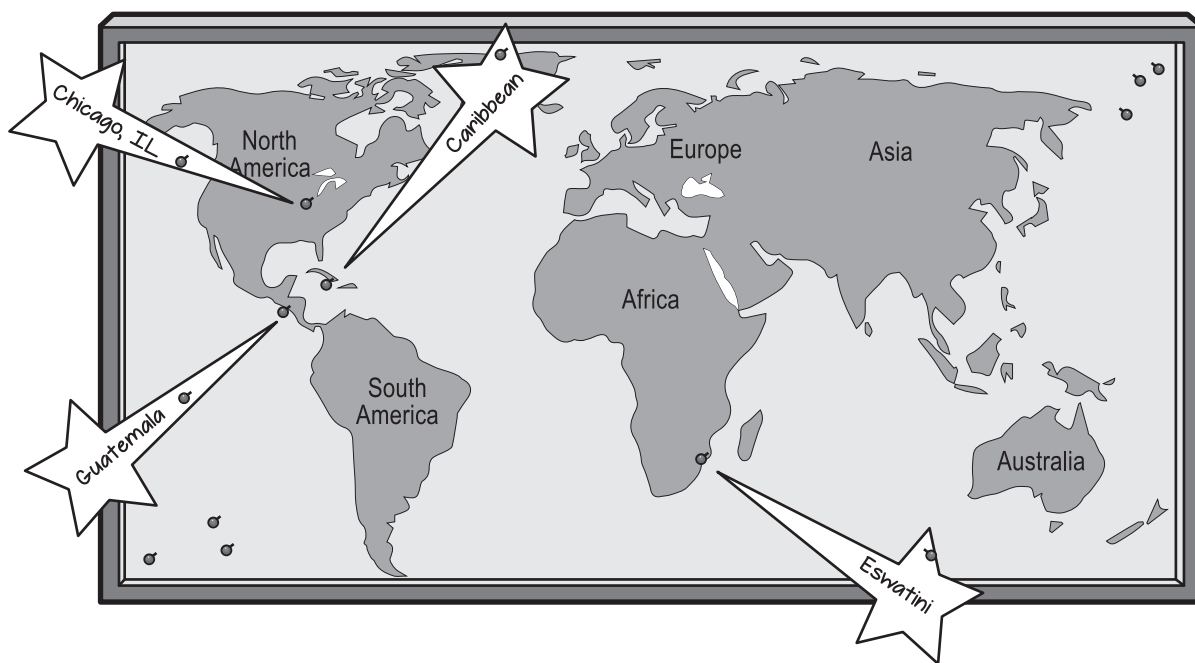 Chicago, IL
Caribbean
North
America
Europe
Asia
Africa
Guatemala
South
America
Australia
Eswatini